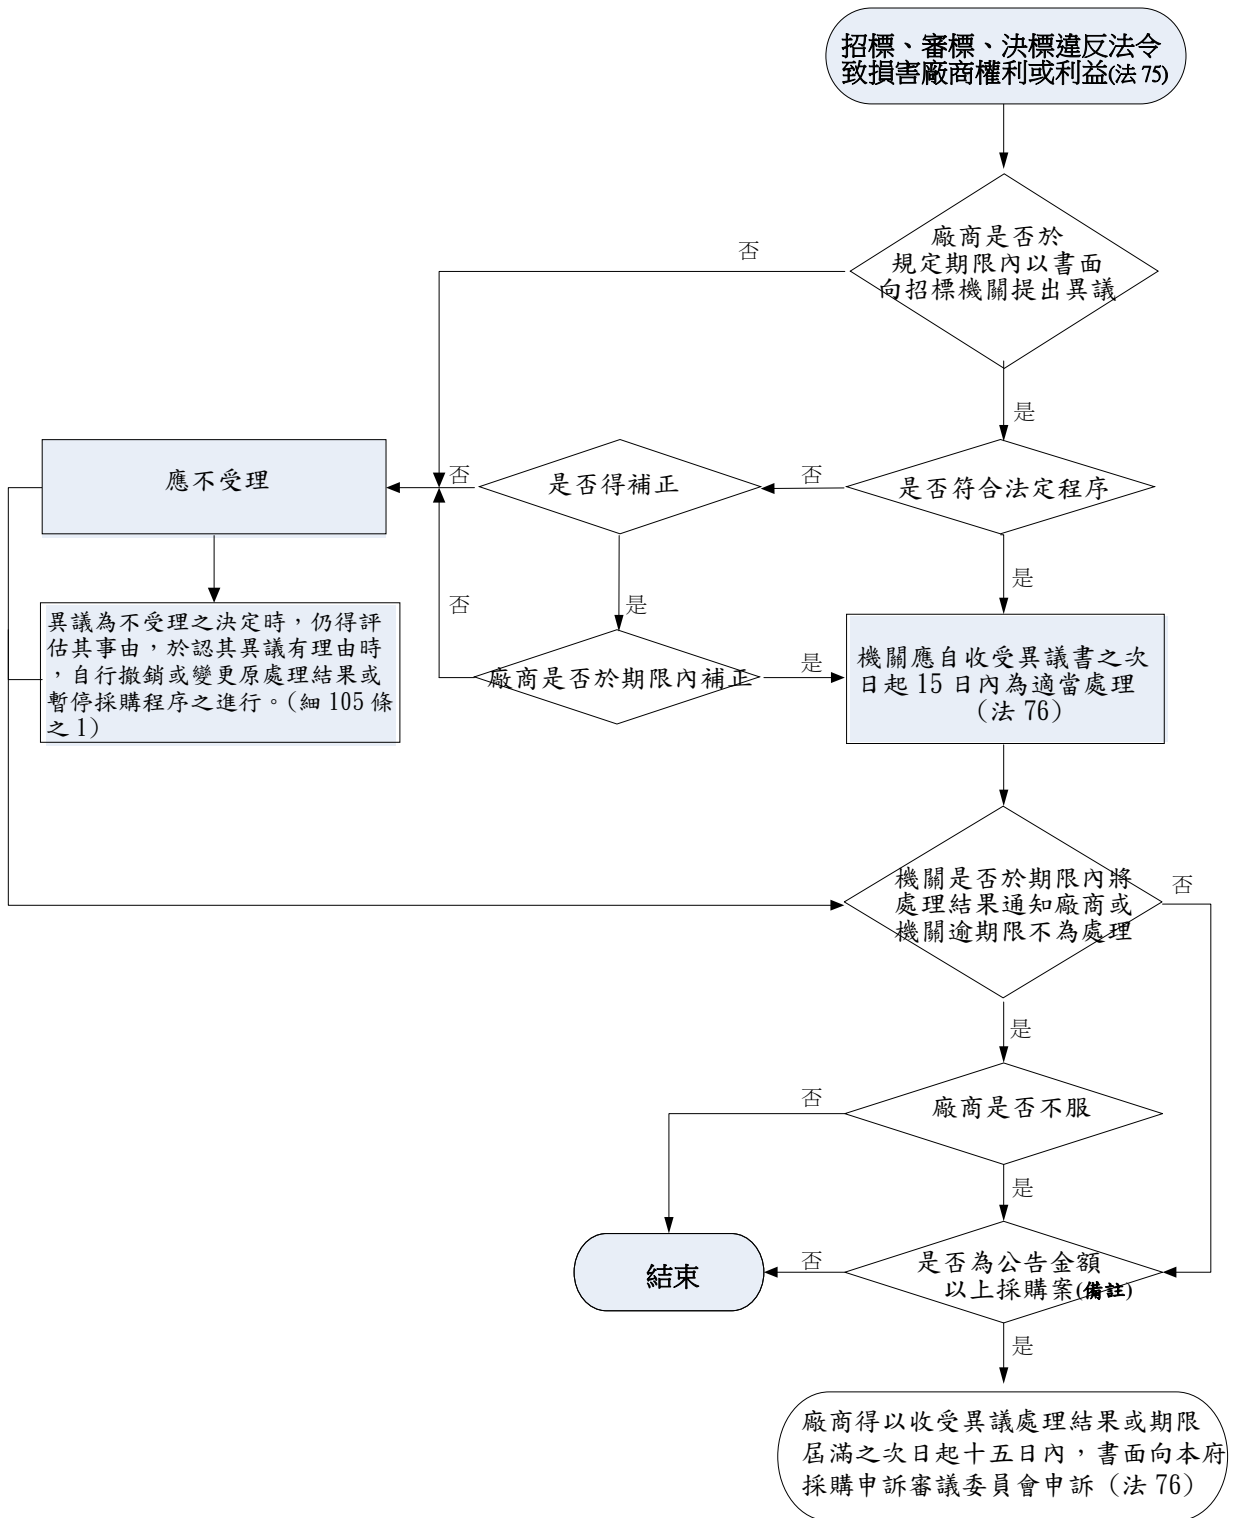 招標、審標、決標違反法令
致損害廠商權利或利益(法 75)
廠商是否於
規定期限內以書面
向招標機關提出異議
否
是
應不受理
否
是否得補正
否
是否符合法定程序
是
是
異議為不受理之決定時，仍得評
估其事由，於認其異議有理由時
，自行撤銷或變更原處理結果或
暫停採購程序之進行。(細 105 條
之 1)
否
廠商是否於期限內補正
是
機關應自收受異議書之次
日起 15 日內為適當處理
(法 76)
機關是否於期限內將
處理結果通知廠商或
機關逾期限不為處理
否
是
否
廠商是否不服
是
結束
否
是否為公告金額
以上採購案(備註)
是
廠商得以收受異議處理結果或期限
屆滿之次日起十五日內，書面向本府
採購申訴審議委員會申訴（法 76）